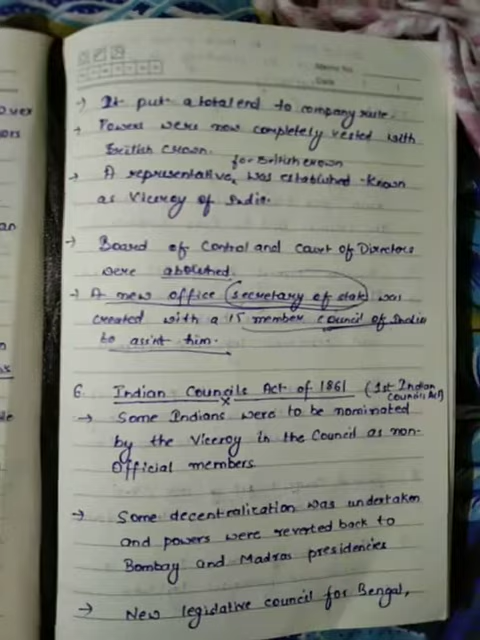 Memo No.
Date
→ It put a total end to company rule.
→ Powers were now completely vested with
British crown.
for British crown
→ A representative, was established - known
as Viceroy of India.
→ Board of Control and Court of Directors
were abolished.
→ A new office (secretary of state) was
created with a 15 member council of India
to assist him.
6. Indian Councils Act of 1861 (1st Indian
Councils Act)
→ Some Indians were to be nominated
by the Viceroy in the Council as non-
Official members.
→ Some decentralization was undertaken
and powers were reverted back to
Bombay and Madras presidencies
→ New legislative council for Bengal,